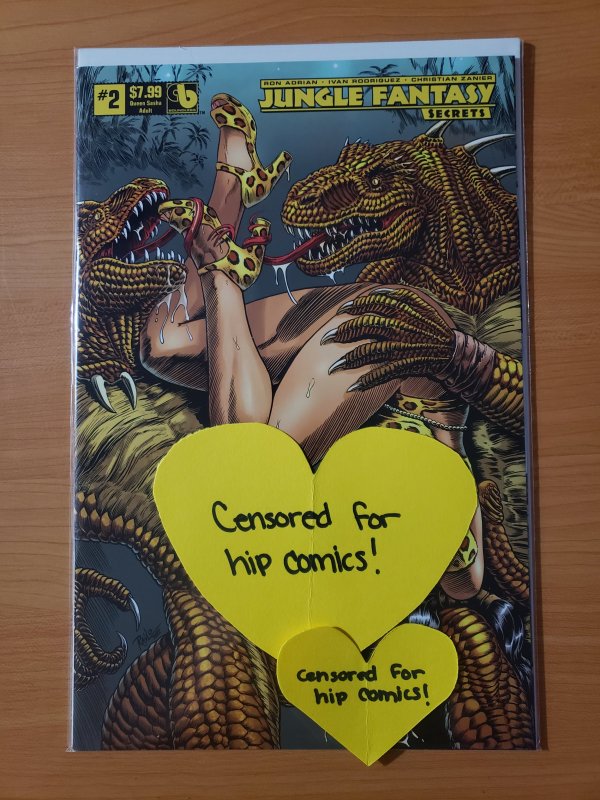 #2
$7.99
Queen Sasha
Adult
RON ADRIAN · IVAN RODRIGUEZ · CHRISTIAN ZANIER
JUNGLE FANTASY
SECRETS
Censored for
hip comics!
Censored For
hip Comics!